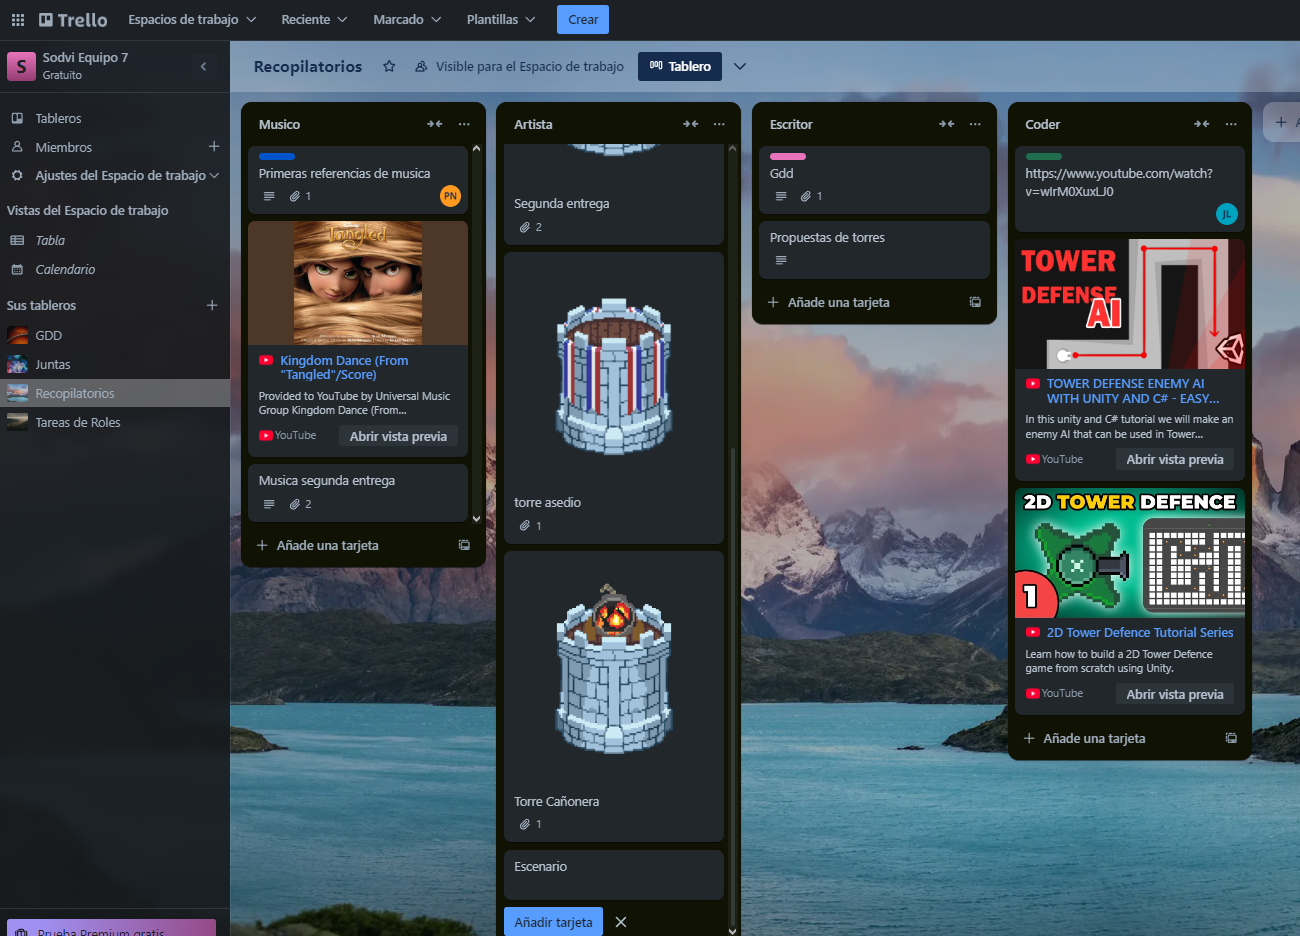 Trello
Espacios de trabajo
Reciente
Marcado
Plantillas
Crear
S
Sodvi Equipo 7
Gratuito
Recopilatorios
Visible para el Espacio de trabajo
Tablero
Tableros
Miembros
Ajustes del Espacio de trabajo
Vistas del Espacio de trabajo
Tabla
Calendario
Sus tableros
GDD
Juntas
Recopilatorios
Tareas de Roles
Prueba Premium gratis
Musico
Primeras referencias de musica
1
PN
Tangled
Kingdom Dance (From
"Tangled"/Score)
Provided to YouTube by Universal Music
Group Kingdom Dance (From...
YouTube
Abrir vista previa
Musica segunda entrega
2
Añade una tarjeta
Artista
Segunda entrega
2
torre asedio
1
Torre Cañonera
1
Escenario
Añadir tarjeta
Escritor
Gdd
1
Propuestas de torres
Añade una tarjeta
Coder
https://www.youtube.com/watch?
v=wIrM0XuxLJ0
JL
TOWER
DEFENSE
AI
TOWER DEFENSE ENEMY AI
WITH UNITY AND C# - EASY...
In this unity and C# tutorial we will make an
enemy AI that can be used in Tower...
YouTube
Abrir vista previa
2D TOWER DEFENCE
1
2D Tower Defence Tutorial Series
Learn how to build a 2D Tower Defence
game from scratch using Unity.
YouTube
Abrir vista previa
Añade una tarjeta